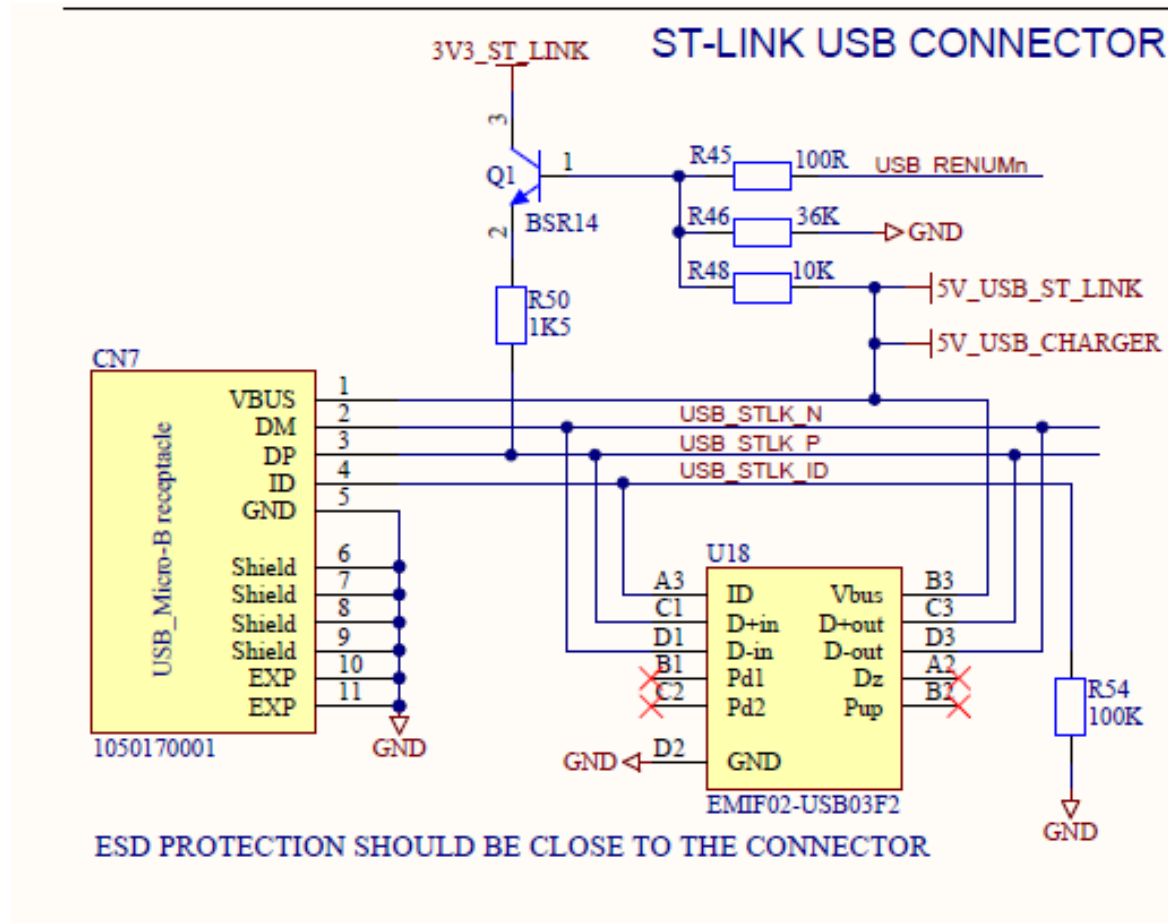 ST-LINK USB CONNECTOR
3V3_ST_LINK
3
Q1
1
BSR14
2
R45
100R
USB_RENUMn
R46
36K
GND
R48
10K
5V_USB_ST_LINK
5V_USB_CHARGER
R50
1K5
CN7
USB_Micro-B receptacle
VBUS 1
DM 2
DP 3
ID 4
GND 5
Shield 6
Shield 7
Shield 8
Shield 9
EXP 10
EXP 11
1050170001
GND
USB_STLK_N
USB_STLK_P
USB_STLK_ID
U18
A3 ID Vbus B3
C1 D+in D+out C3
D1 D-in D-out D3
B1 Pd1 Dz A2
C2 Pd2 Pup B2
GND D2 GND
EMIF02-USB03F2
R54
100K
GND
ESD PROTECTION SHOULD BE CLOSE TO THE CONNECTOR